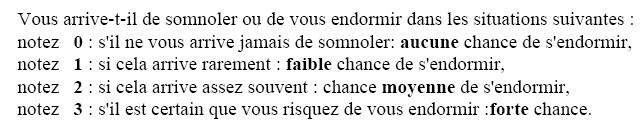 Vous arrive-t-il de somnoler ou de vous endormir dans les situations suivantes :
notez 0 : s'il ne vous arrive jamais de somnoler: aucune chance de s'endormir,
notez 1 : si cela arrive rarement : faible chance de s'endormir,
notez 2 : si cela arrive assez souvent : chance moyenne de s'endormir,
notez 3 : s'il est certain que vous risquez de vous endormir :forte chance.